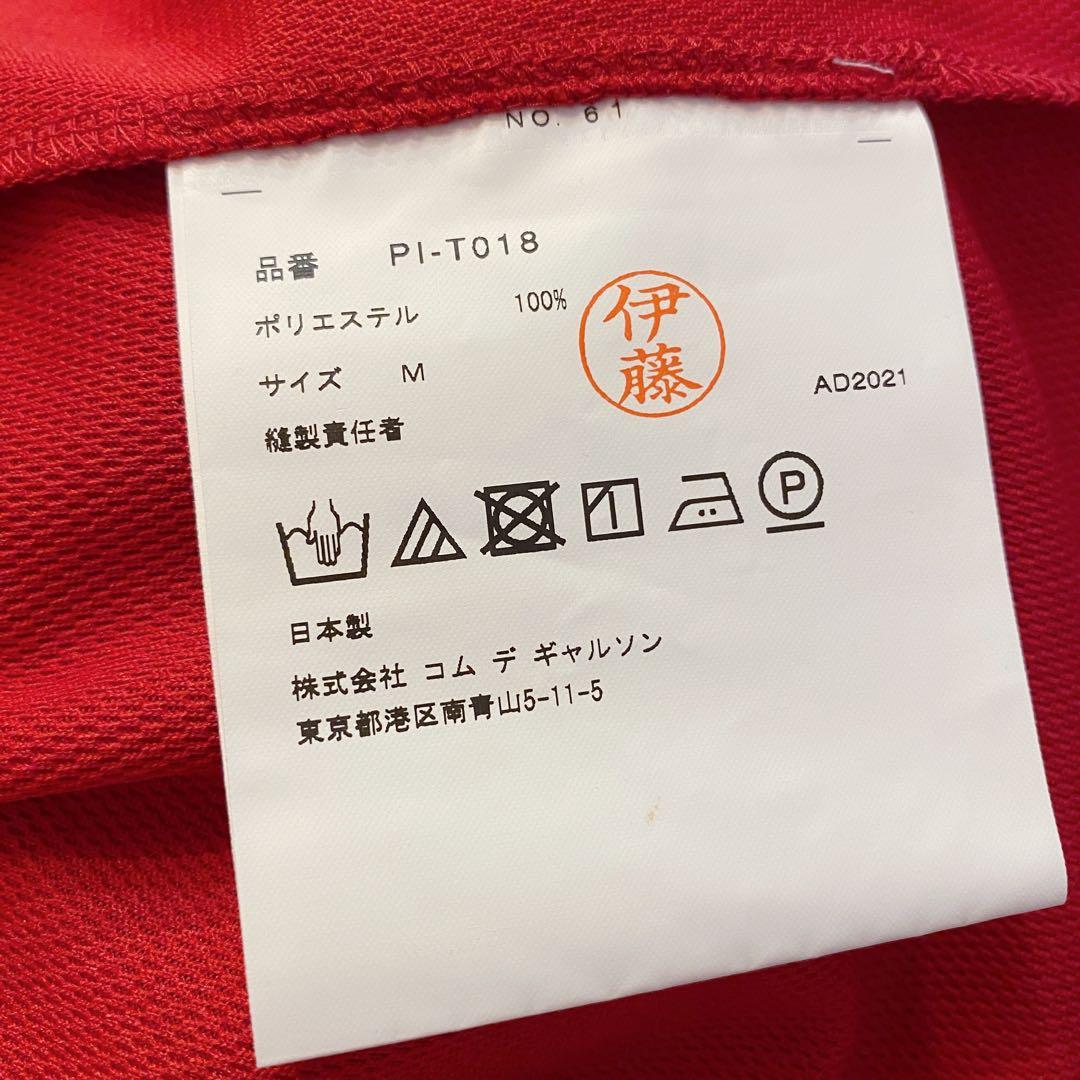 NO. 61
品番 PI-T018
ポリエステル 100%
伊藤
サイズ M
AD2021
縫製責任者
P
日本製
株式会社 コム デ ギャルソン
東京都港区南青山5-11-5